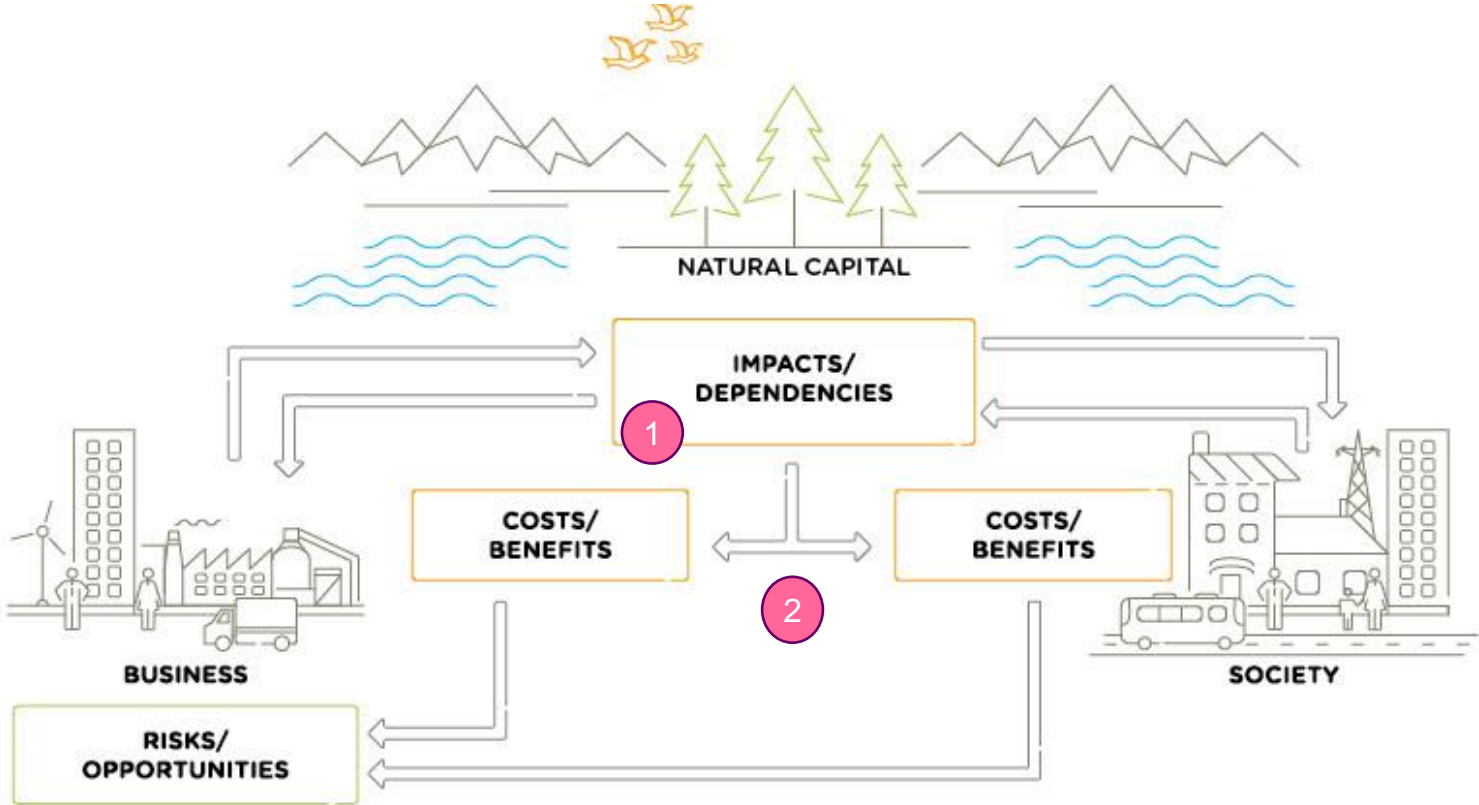 NATURAL CAPITAL
IMPACTS/
DEPENDENCIES
1
COSTS/
BENEFITS
COSTS/
BENEFITS
2
BUSINESS
SOCIETY
RISKS/
OPPORTUNITIES